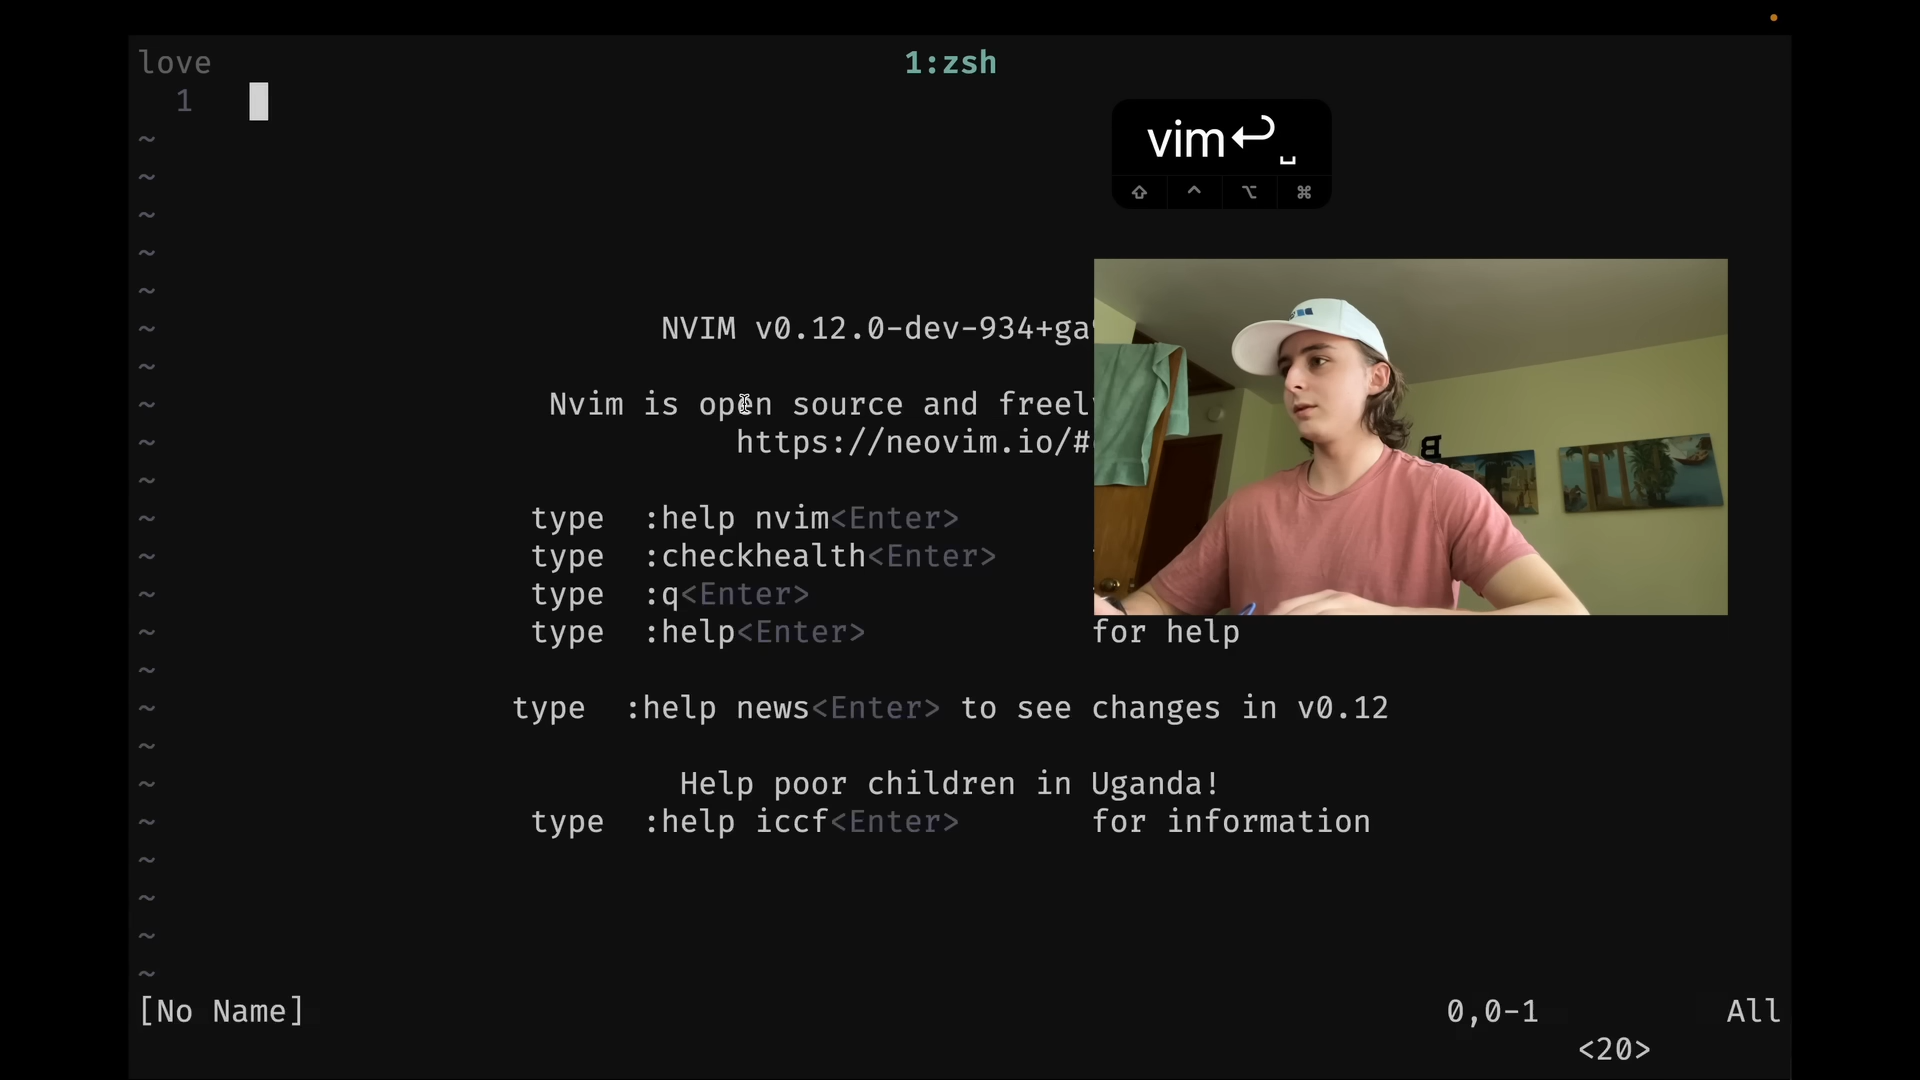 love 1:zsh
1
vim
~
~
~
~
~
~ NVIM v0.12.0-dev-934+ga
~
~ Nvim is open source and freel
~ https://neovim.io/#
~
~ type :help nvim<Enter>
~ type :checkhealth<Enter>
~ type :q<Enter>
~ type :help<Enter> for help
~
~ type :help news<Enter> to see changes in v0.12
~
~ Help poor children in Uganda!
~ type :help iccf<Enter> for information
~
~
~
~
[No Name] 0,0-1 All
<20>